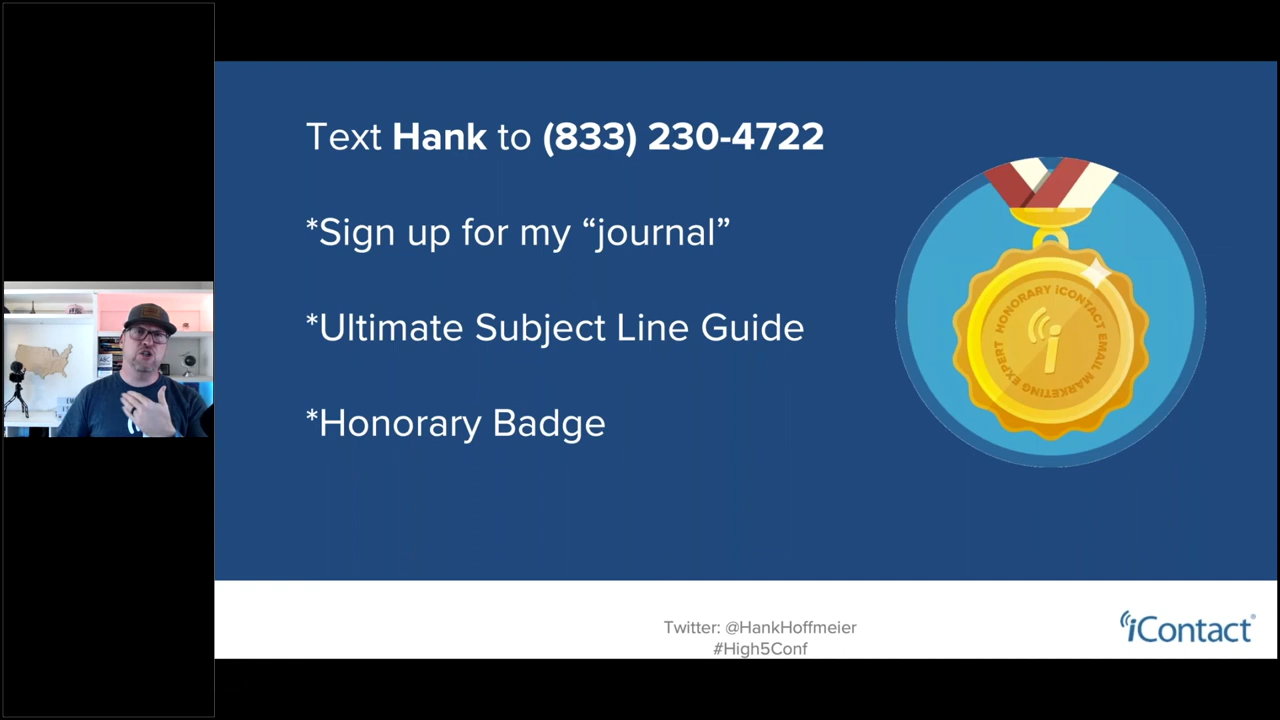 Text Hank to (833) 230-4722
*Sign up for my “journal”
*Ultimate Subject Line Guide
*Honorary Badge
HONORARY iCONTACT EMAIL MARKETING EXPERT
i
Twitter: @HankHoffmeier
#High5Conf
iContact®